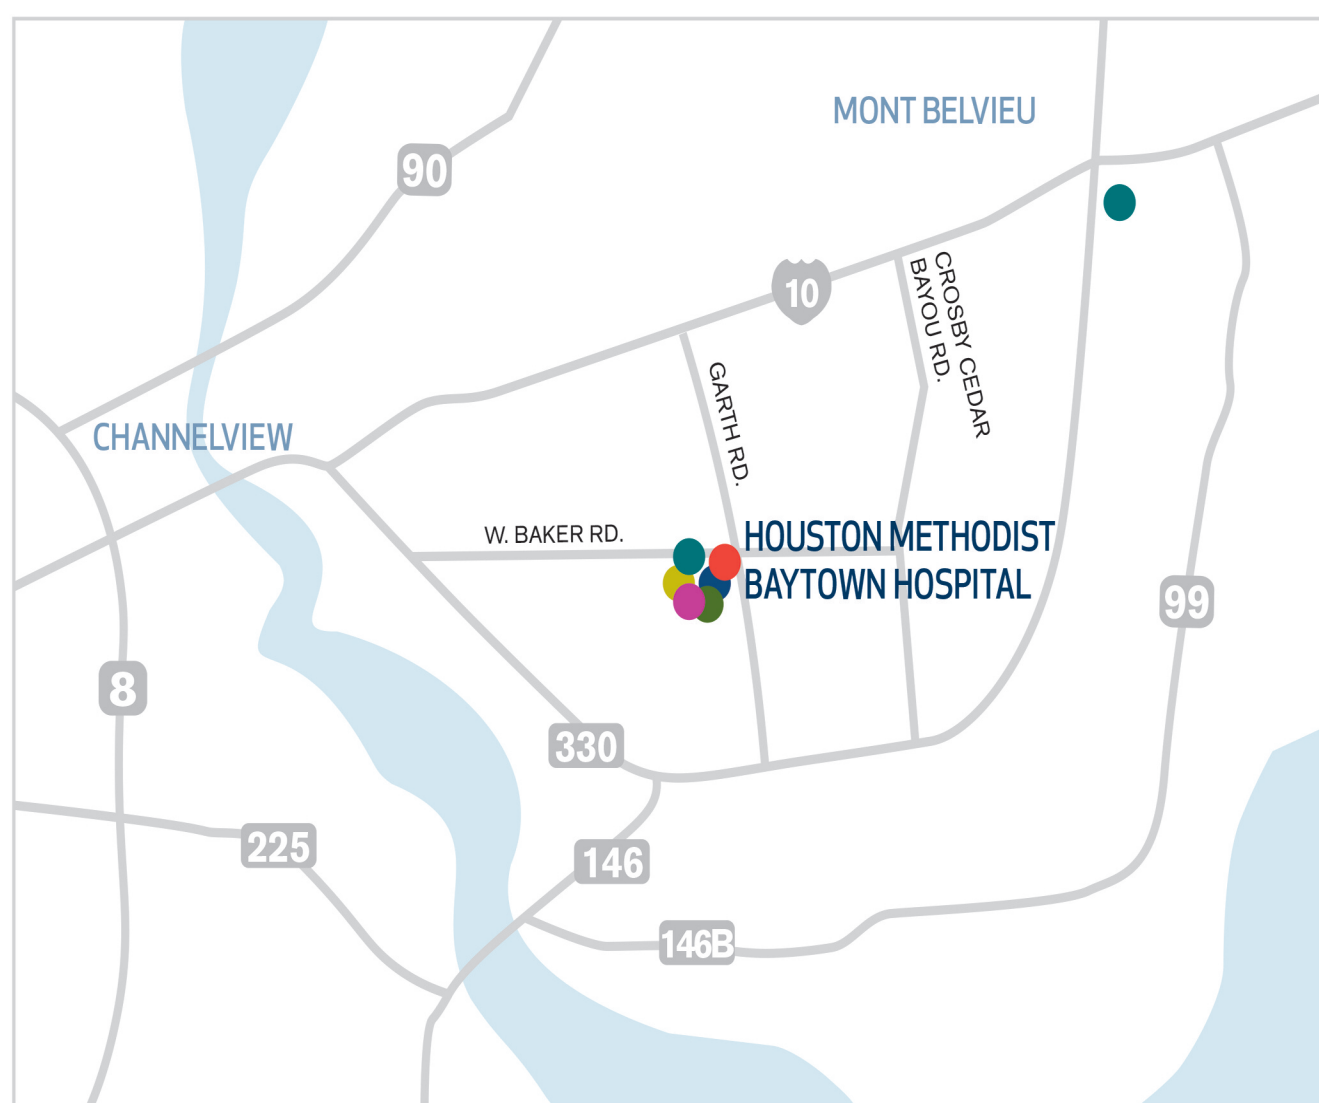 MONT BELVIEU
90
10
CROSBY CEDAR
BAYOU RD.
GARTH RD.
CHANNELVIEW
W. BAKER RD.
HOUSTON METHODIST
BAYTOWN HOSPITAL
99
8
330
225
146
146B